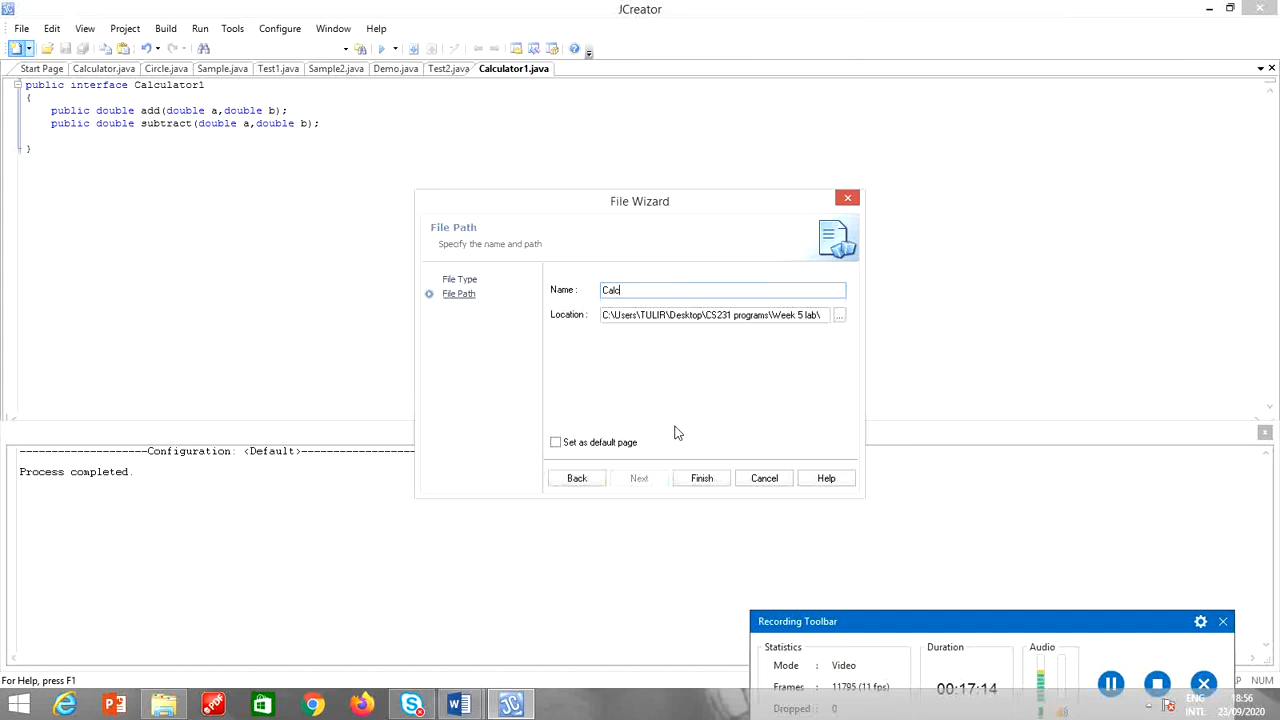 JCreator
File Edit View Project Build Run Tools Configure Window Help
Start Page Calculator.java Circle.java Sample.java Test1.java Sample2.java Demo.java Test2.java Calculator1.java
public interface Calculator1
{
public double add(double a,double b);
public double subtract(double a,double b);
}
File Wizard
File Path
Specify the name and path
File Type
File Path
Name : Calc
Location : C:\Users\TULIR\Desktop\CS231 programs\Week 5 lab\ ...
Set as default page
Back Next Finish Cancel Help
--------------------Configuration: <Default>--------------------
Process completed.
Recording Toolbar
Statistics Duration Audio
Mode : Video
Frames : 11795 (11 fps)
00:17:14
Dropped : 0
For Help, press F1
NUM
ENG 18:56
INTL 23/09/2020